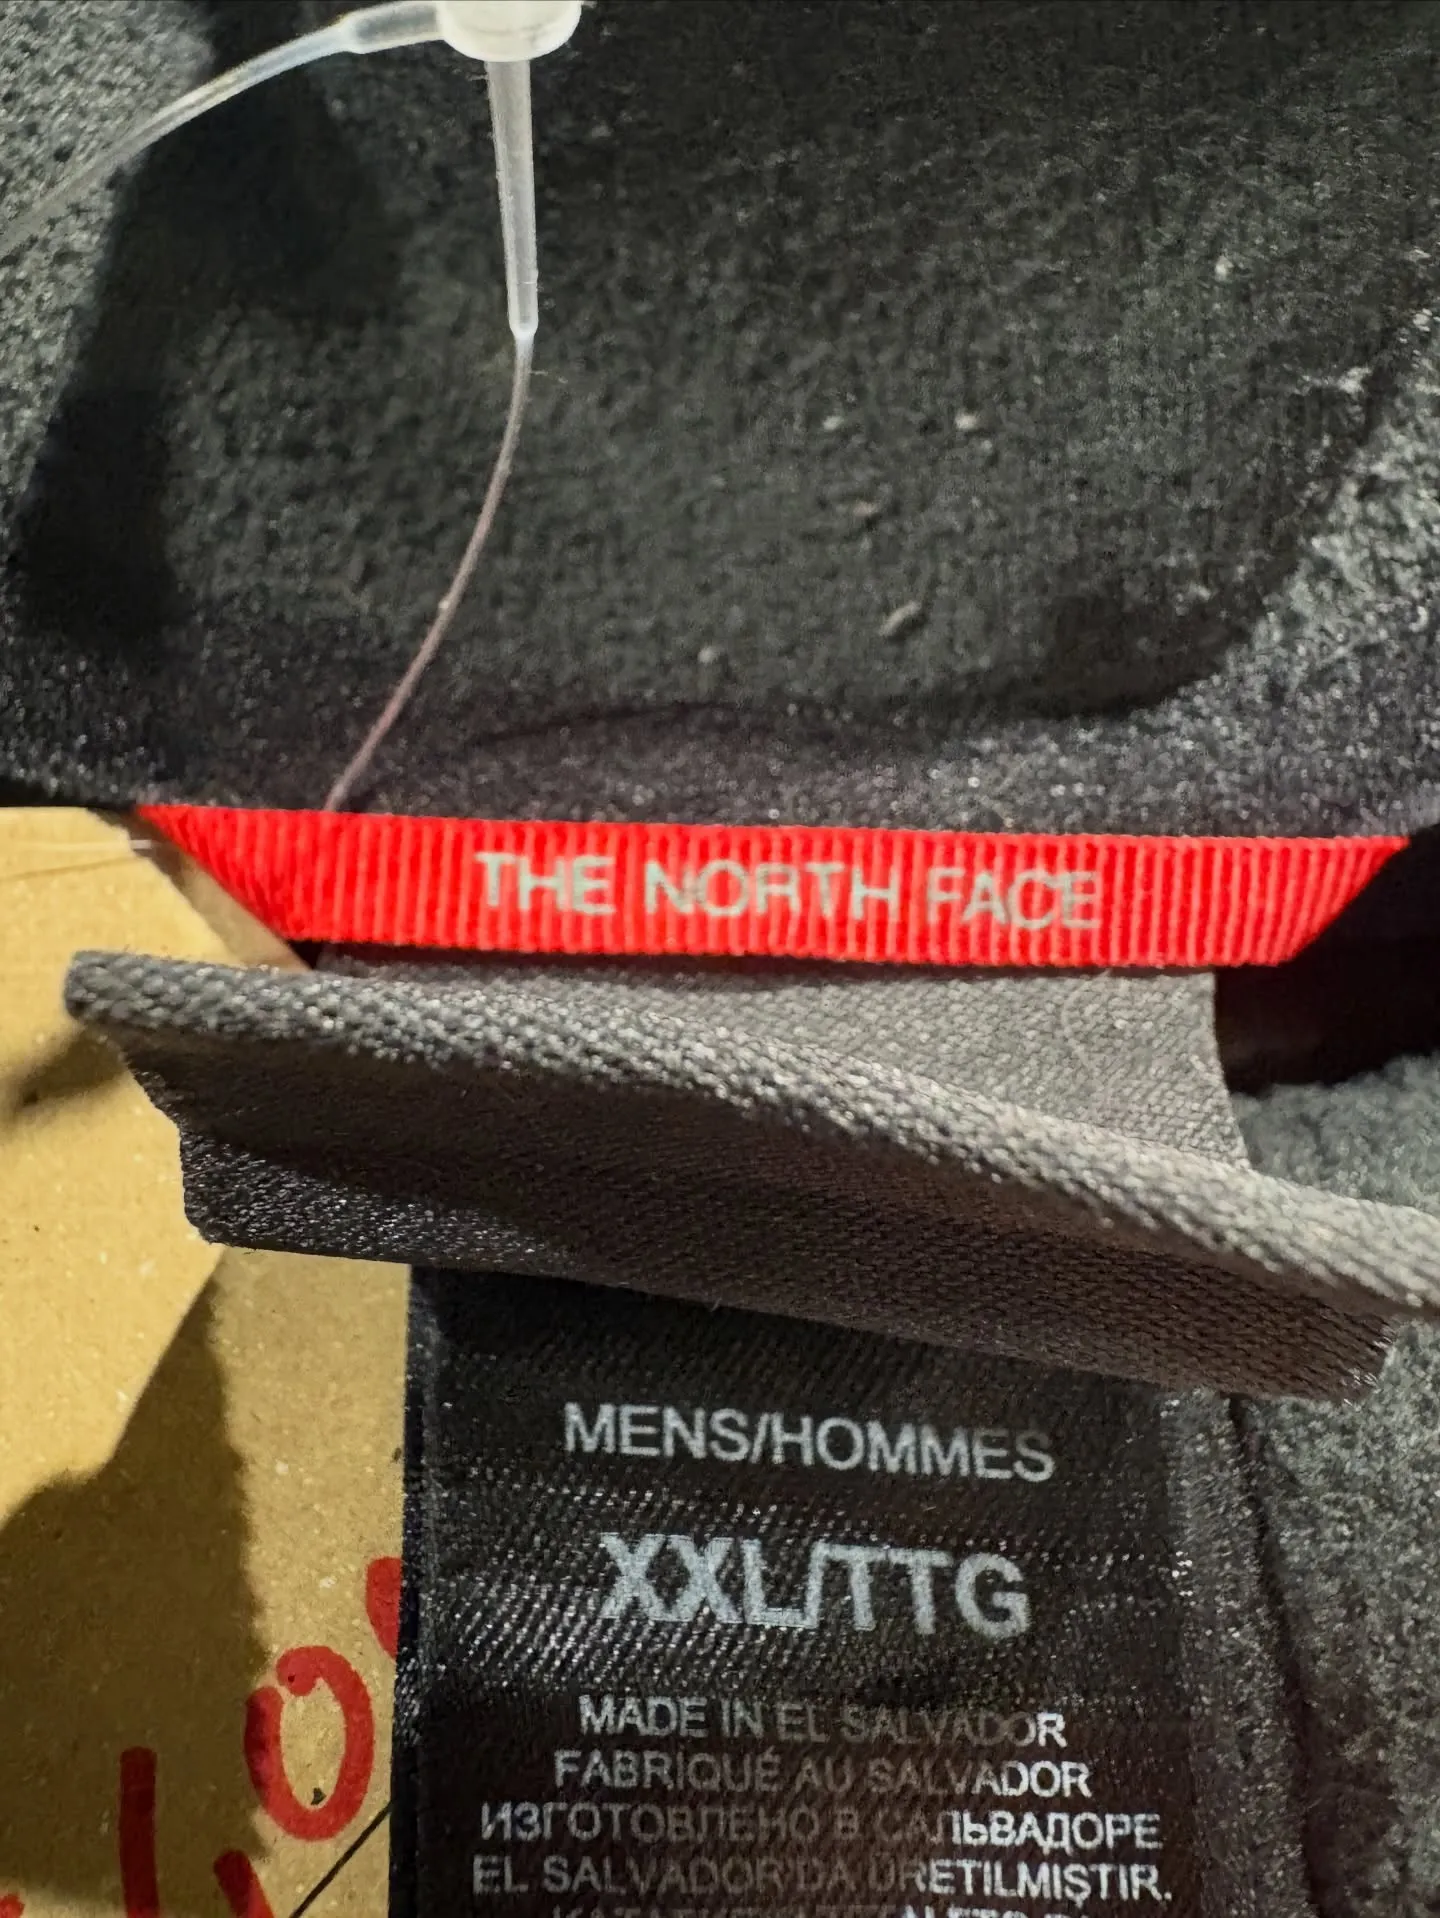 THE NORTH FACE
MENS/HOMMES
XXL/TTG
MADE IN EL SALVADOR
FABRIQUÉ AU SALVADOR
ИЗГОТОВЛЕНО В САЛЬВАДОРЕ
EL SALVADOR'DA ÜRETILMIŞTIR.